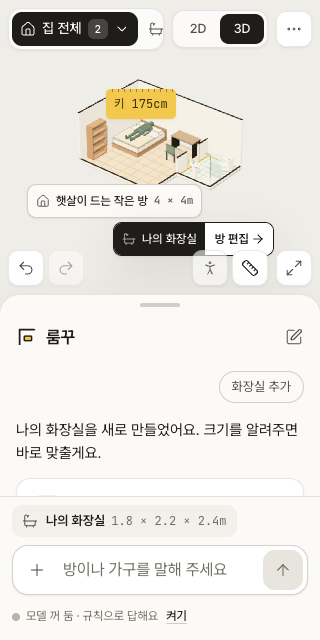 집 전체 2
2D 3D
키 175cm
햇살이 드는 작은 방 4 × 4m
나의 화장실 방 편집 →
룸꾸
화장실 추가
나의 화장실을 새로 만들었어요. 크기를 알려주면
바로 맞출게요.
나의 화장실 1.8 × 2.2 × 2.4m
방이나 가구를 말해 주세요
모델 꺼 둠 · 규칙으로 답해요 켜기